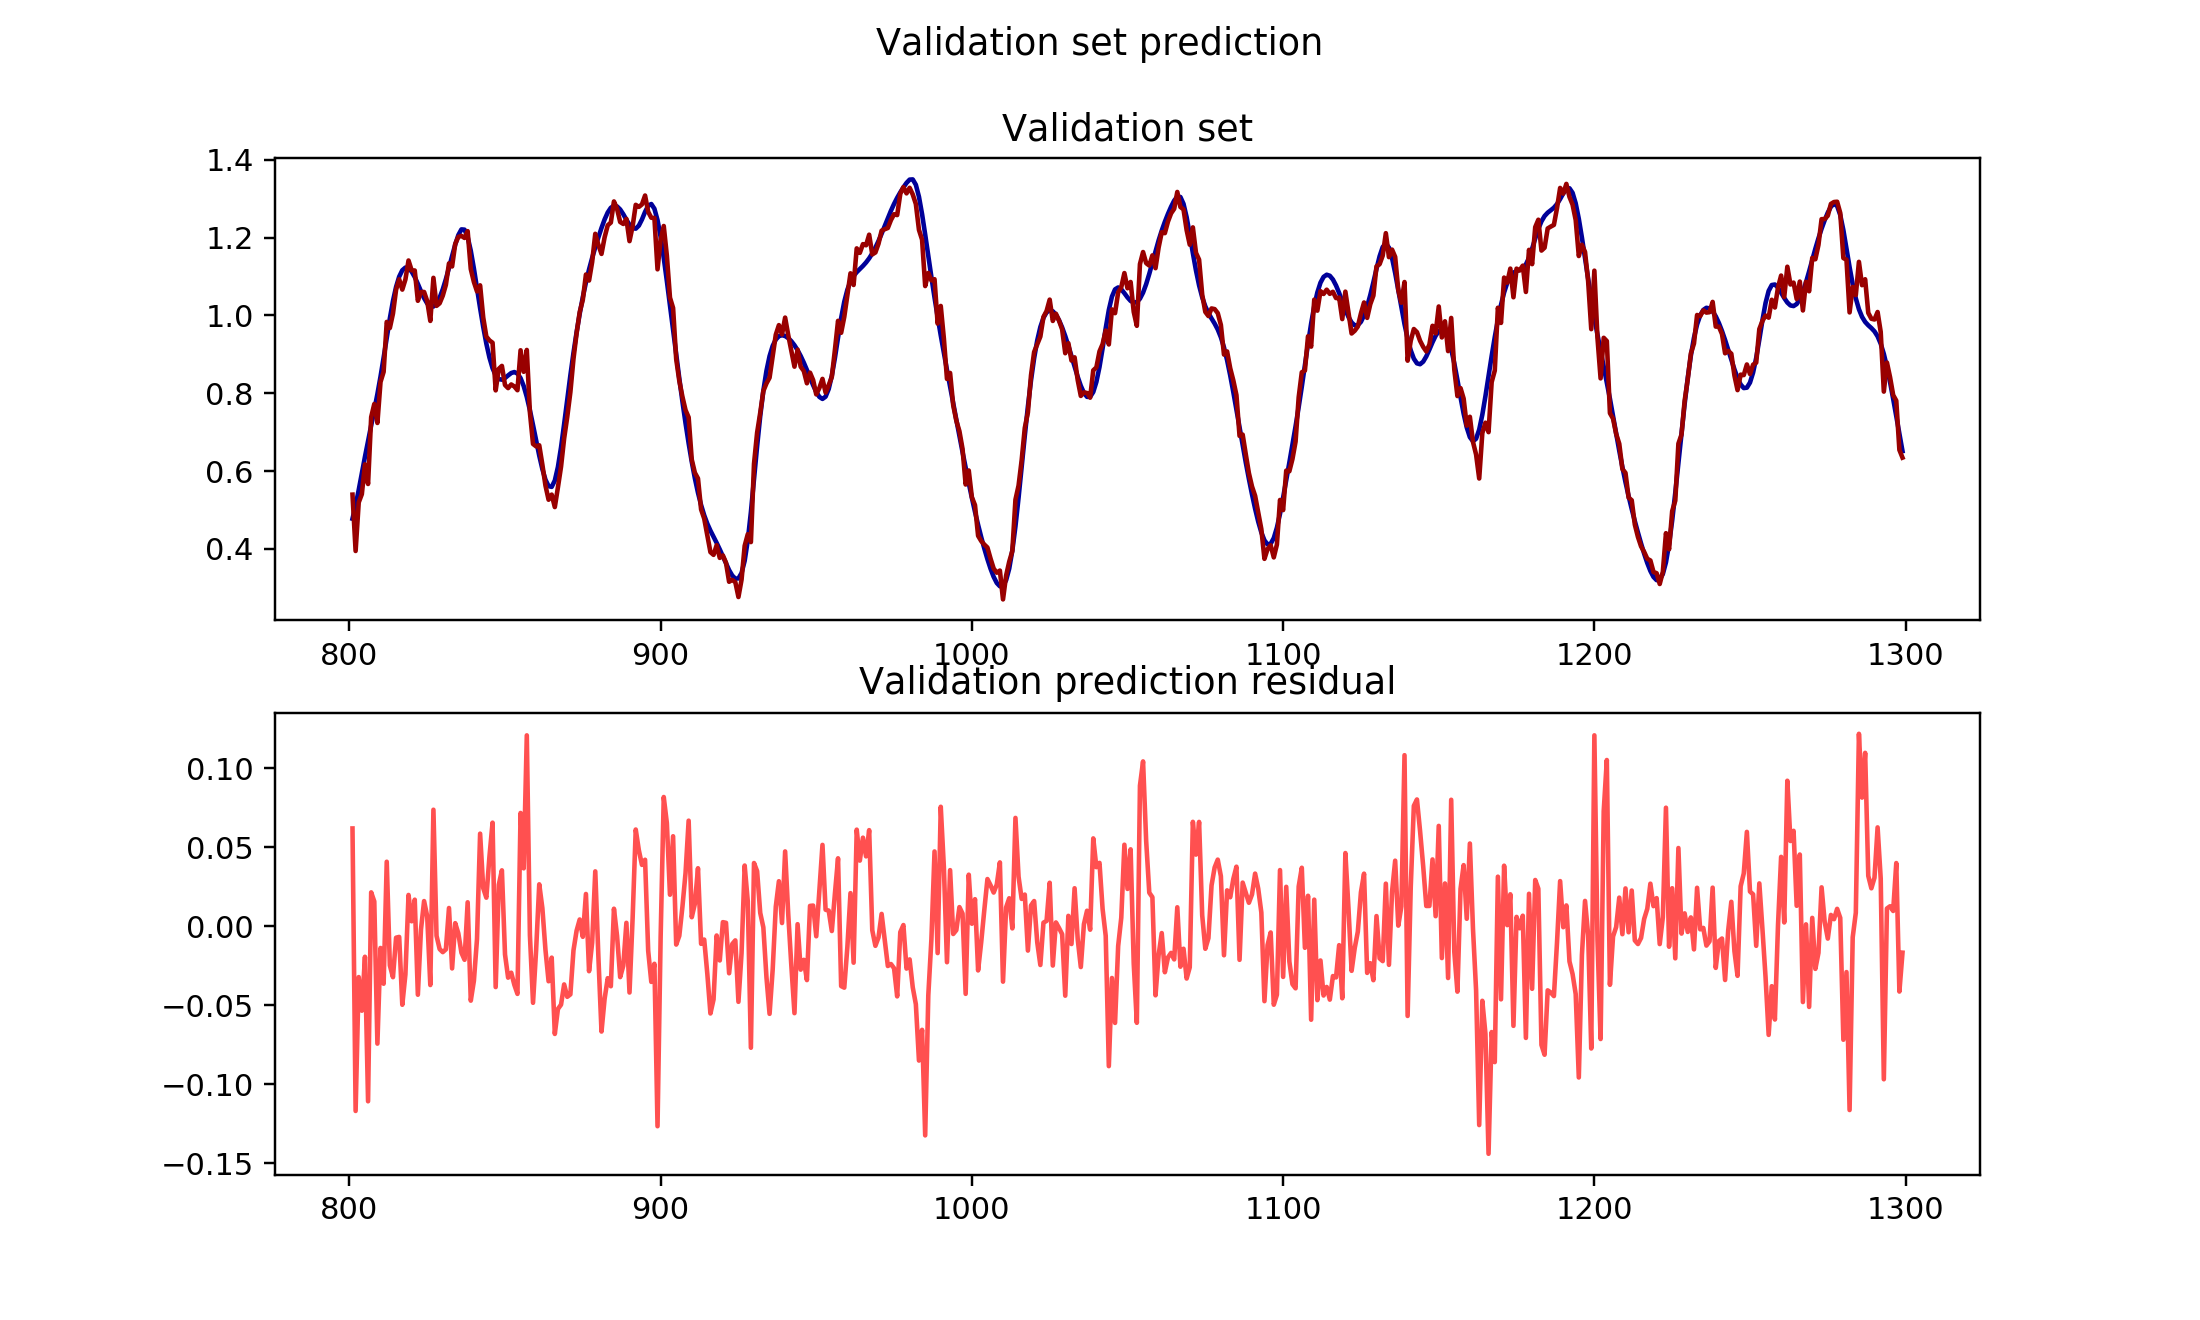 Validation set prediction
Validation set
1.4
1.2
1.0
0.8
0.6
0.4
800 900 1000 1100 1200 1300
Validation prediction residual
0.10
0.05
0.00
−0.05
−0.10
−0.15
800 900 1000 1100 1200 1300